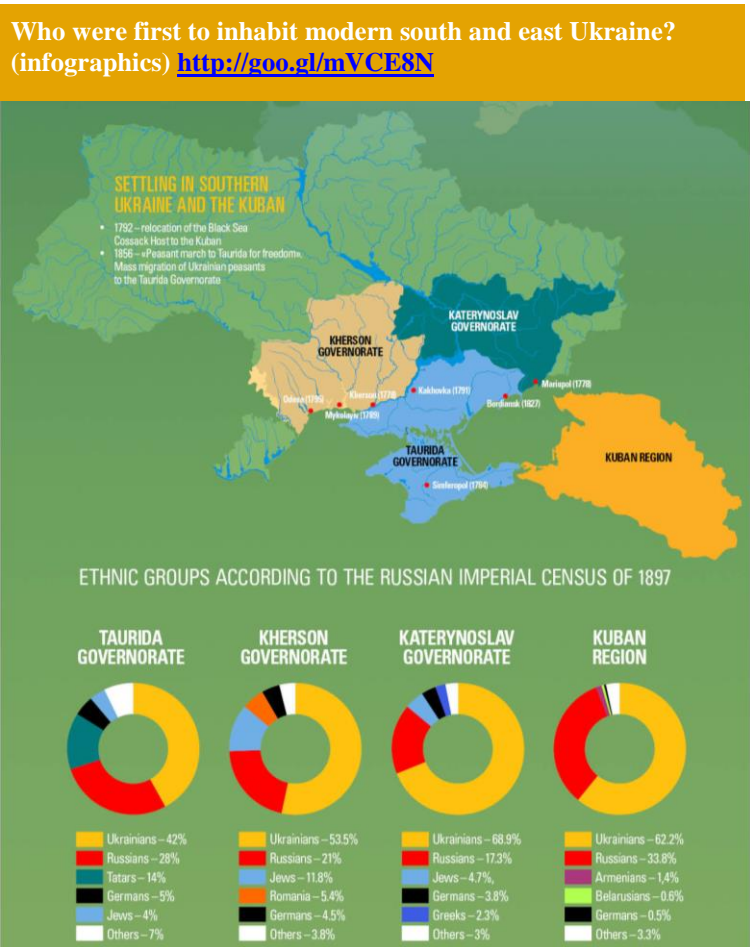 Who were first to inhabit modern south and east Ukraine?
(infographics) http://goo.gl/mVCE8N
SETTLING IN SOUTHERN
UKRAINE AND THE KUBAN
• 1792 – relocation of the Black Sea
Cossack Host to the Kuban
• 1856 – «Peasant march to Taurida for freedom».
Mass migration of Ukrainian peasants
to the Taurida Governorate
KATERYNOSLAV
GOVERNORATE
KHERSON
GOVERNORATE
Mariupol (1778)
Kakhovka (1791)
Odesa (1795)
Kherson (1778)
Berdiansk (1827)
Mykolayiv (1789)
TAURIDA
GOVERNORATE
KUBAN REGION
Simferopol (1784)
ETHNIC GROUPS ACCORDING TO THE RUSSIAN IMPERIAL CENSUS OF 1897
TAURIDA
GOVERNORATE
Ukrainians – 42%
Russians – 28%
Tatars – 14%
Germans – 5%
Jews – 4%
Others – 7%
KHERSON
GOVERNORATE
Ukrainians – 53.5%
Russians – 21%
Jews – 11.8%
Romania – 5.4%
Germans – 4.5%
Others – 3.8%
KATERYNOSLAV
GOVERNORATE
Ukrainians – 68.9%
Russians – 17.3%
Jews – 4.7%,
Germans – 3.8%
Greeks – 2.3%
Others – 3%
KUBAN
REGION
Ukrainians – 62.2%
Russians – 33.8%
Armenians – 1,4%
Belarusians – 0.6%
Germans – 0.5%
Others – 3.3%